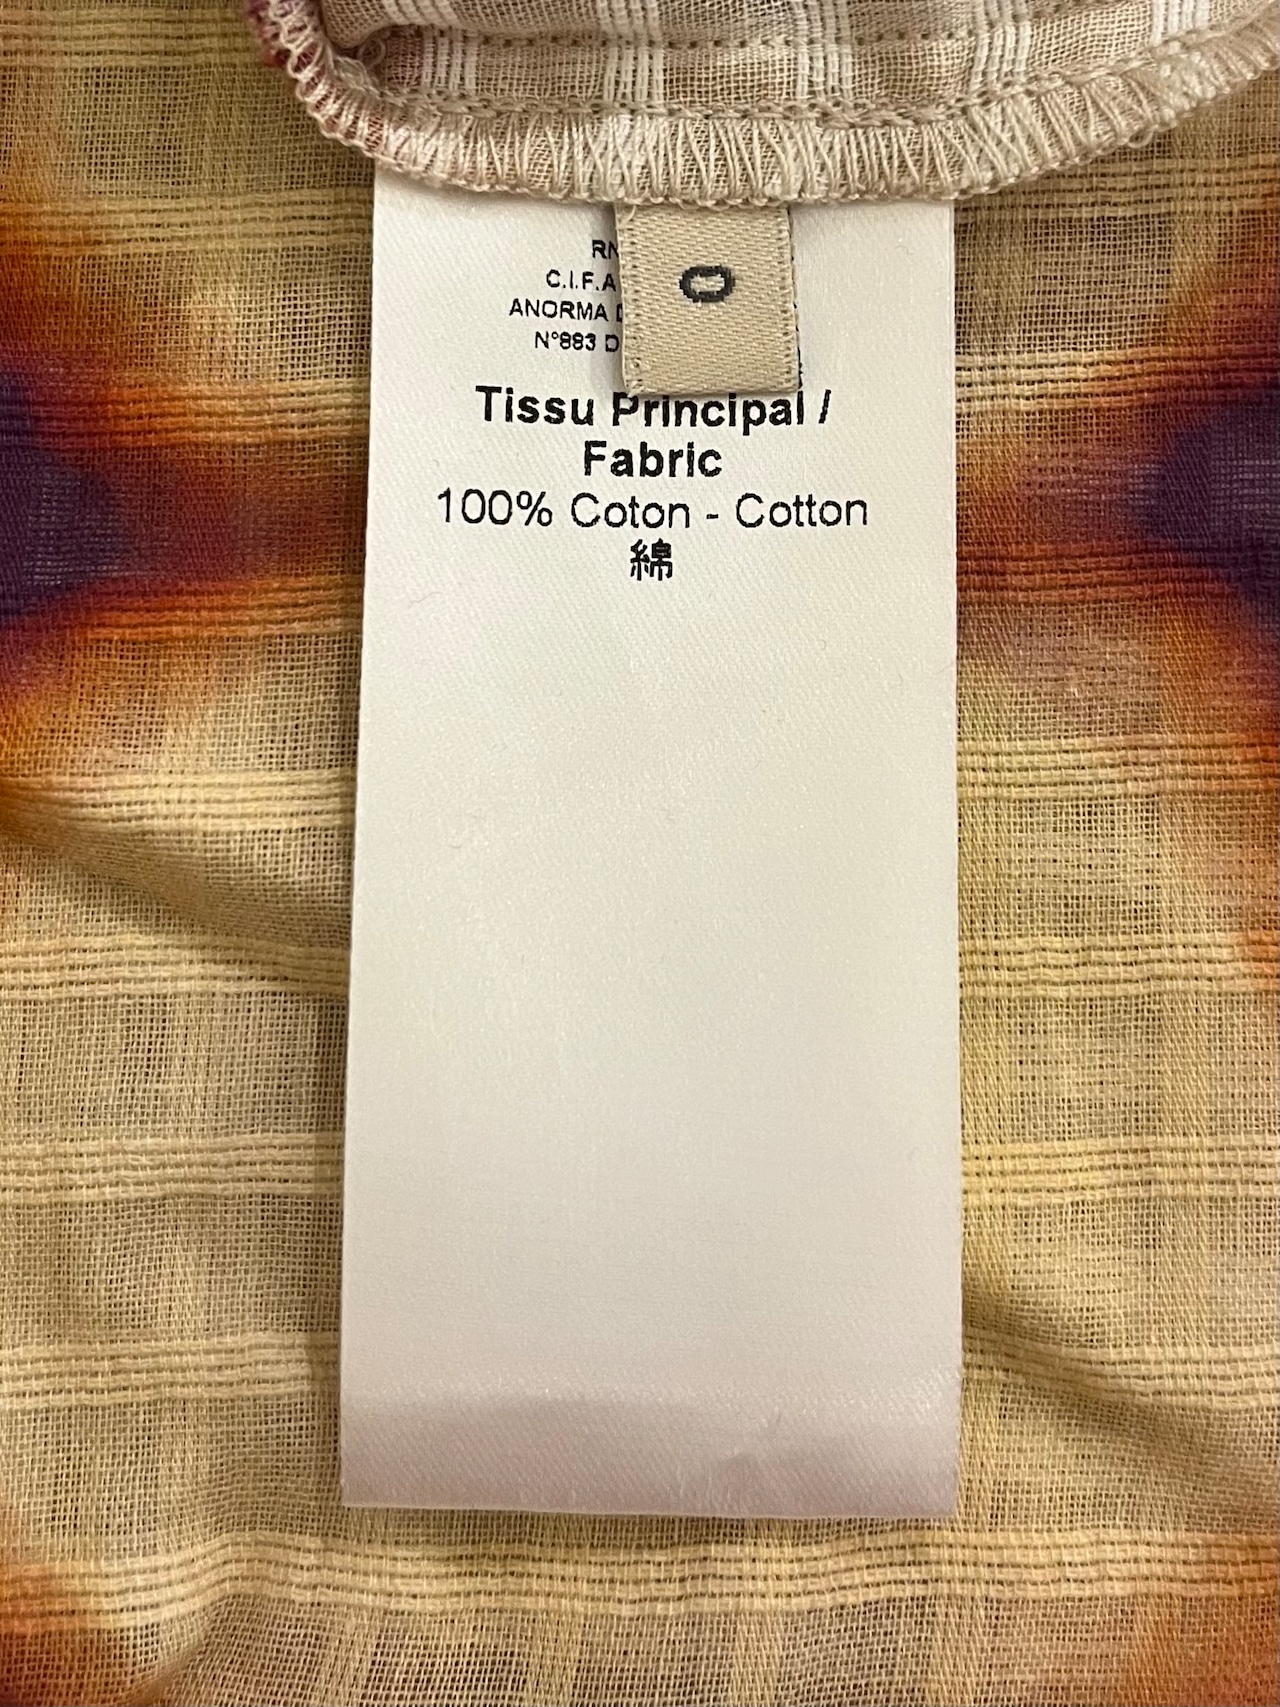 RN
C.I.F.A
ANORMA D
N°883 D
0
Tissu Principal /
Fabric
100% Coton - Cotton
綿